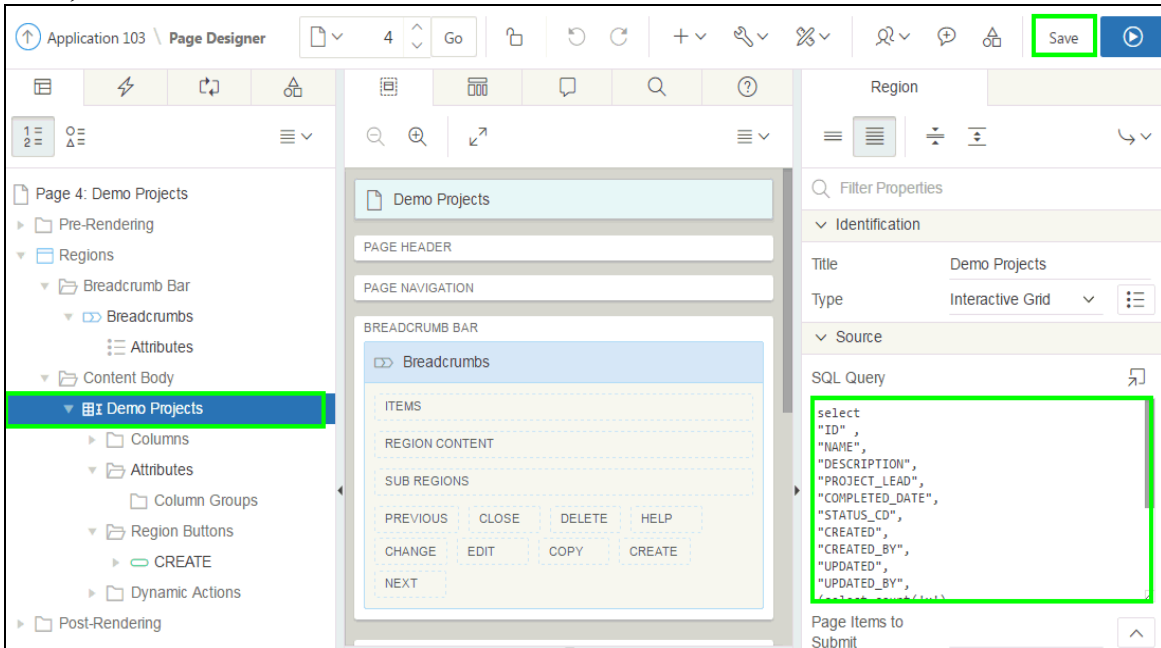 Application 103 \ Page Designer 4 Go Save
Region
Page 4: Demo Projects
Pre-Rendering
Regions
Breadcrumb Bar
Breadcrumbs
Attributes
Content Body
Demo Projects
Columns
Attributes
Column Groups
Region Buttons
CREATE
Dynamic Actions
Post-Rendering
Demo Projects
PAGE HEADER
PAGE NAVIGATION
BREADCRUMB BAR
Breadcrumbs
ITEMS
REGION CONTENT
SUB REGIONS
PREVIOUS CLOSE DELETE HELP
CHANGE EDIT COPY CREATE
NEXT
Filter Properties
Identification
Title Demo Projects
Type Interactive Grid
Source
SQL Query
select
"ID" ,
"NAME",
"DESCRIPTION",
"PROJECT_LEAD",
"COMPLETED_DATE",
"STATUS_CD",
"CREATED",
"CREATED_BY",
"UPDATED",
"UPDATED_BY",
(select count('x')
Page Items to
Submit